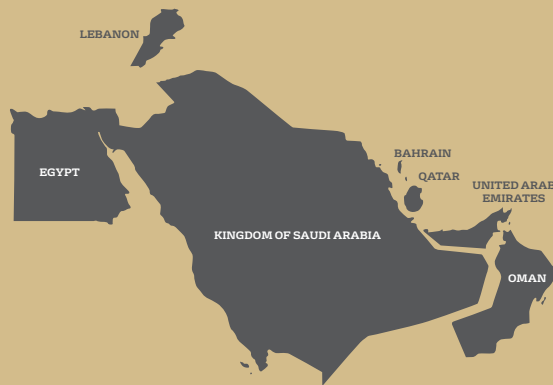 LEBANON
BAHRAIN
QATAR
EGYPT
UNITED ARAB
EMIRATES
KINGDOM OF SAUDI ARABIA
OMAN